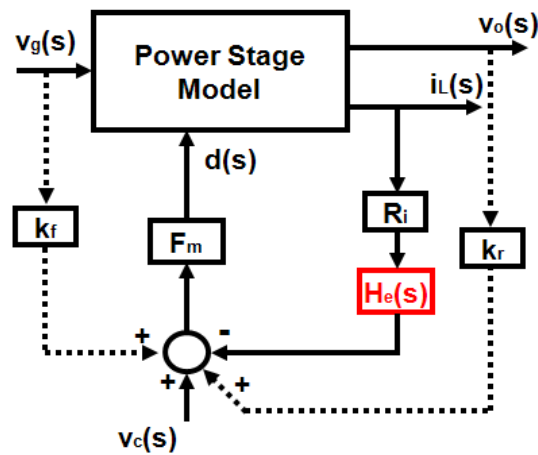 vg(s)
Power Stage
Model
vo(s)
iL(s)
d(s)
kf
Fm
Ri
He(s)
kr
+
-
+
+
vc(s)